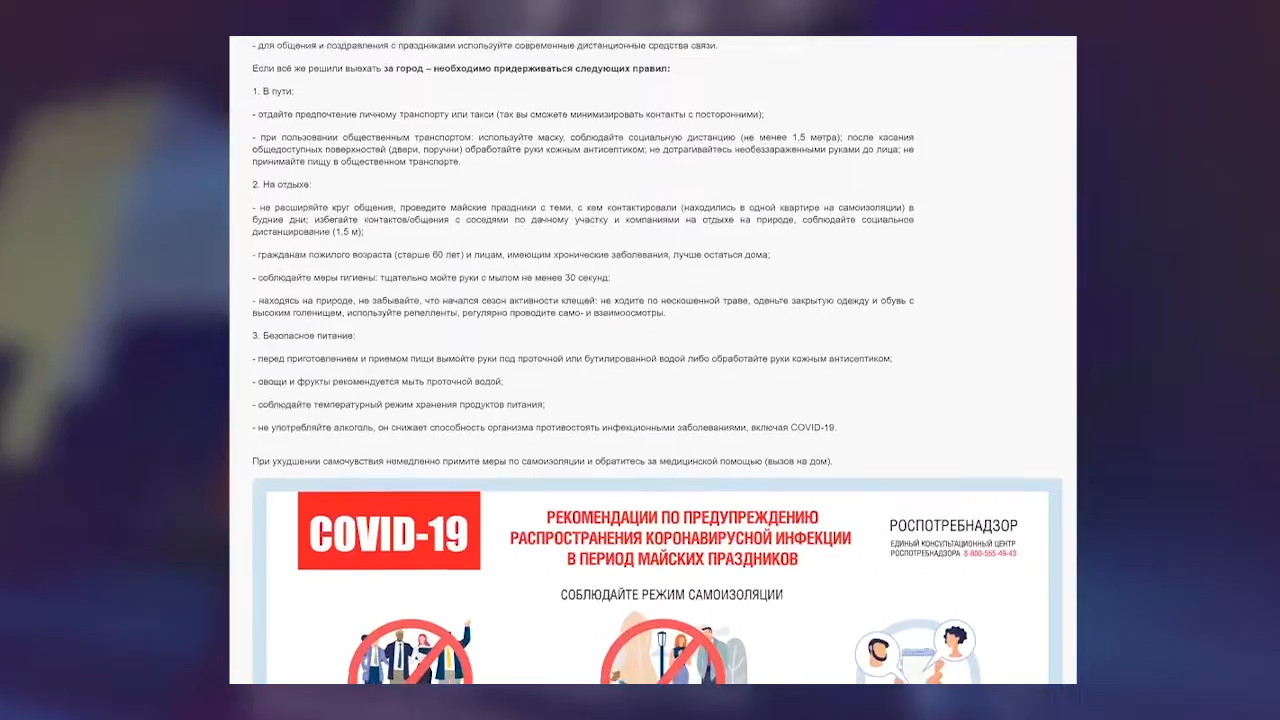 - для общения и поздравления с праздниками используйте современные дистанционные средства связи.
Если всё же решили выехать за город – необходимо придерживаться следующих правил:
1. В пути:
- отдайте предпочтение личному транспорту или такси (так вы сможете минимизировать контакты с посторонними);
- при пользовании общественным транспортом: используйте маску, соблюдайте социальную дистанцию (не менее 1,5 метра); после касания
общедоступных поверхностей (двери, поручни) обработайте руки кожным антисептиком; не дотрагивайтесь необеззараженными руками до лица; не
принимайте пищу в общественном транспорте.
2. На отдыхе:
- не расширяйте круг общения, проведите майские праздники с теми, с кем контактировали (находились в одной квартире на самоизоляции) в
будние дни; избегайте контактов/общения с соседями по дачному участку и компаниями на отдыхе на природе, соблюдайте социальное
дистанцирование (1,5 м);
- гражданам пожилого возраста (старше 60 лет) и лицам, имеющим хронические заболевания, лучше остаться дома;
- соблюдайте меры гигиены: тщательно мойте руки с мылом не менее 30 секунд;
- находясь на природе, не забывайте, что начался сезон активности клещей: не ходите по нескошенной траве, оденьте закрытую одежду и обувь с
высоким голенищем, используйте репелленты, регулярно проводите само- и взаимоосмотры.
3. Безопасное питание:
- перед приготовлением и приемом пищи вымойте руки под проточной или бутилированной водой либо обработайте руки кожным антисептиком;
- овощи и фрукты рекомендуется мыть проточной водой;
- соблюдайте температурный режим хранения продуктов питания;
- не употребляйте алкоголь, он снижает способность организма противостоять инфекционными заболеваниями, включая COVID-19.
При ухудшении самочувствия немедленно примите меры по самоизоляции и обратитесь за медицинской помощью (вызов на дом).
COVID-19
РЕКОМЕНДАЦИИ ПО ПРЕДУПРЕЖДЕНИЮ
РАСПРОСТРАНЕНИЯ КОРОНАВИРУСНОЙ ИНФЕКЦИИ
В ПЕРИОД МАЙСКИХ ПРАЗДНИКОВ
РОСПОТРЕБНАДЗОР
ЕДИНЫЙ КОНСУЛЬТАЦИОННЫЙ ЦЕНТР
РОСПОТРЕБНАДЗОРА 8-800-555-49-43
СОБЛЮДАЙТЕ РЕЖИМ САМОИЗОЛЯЦИИ